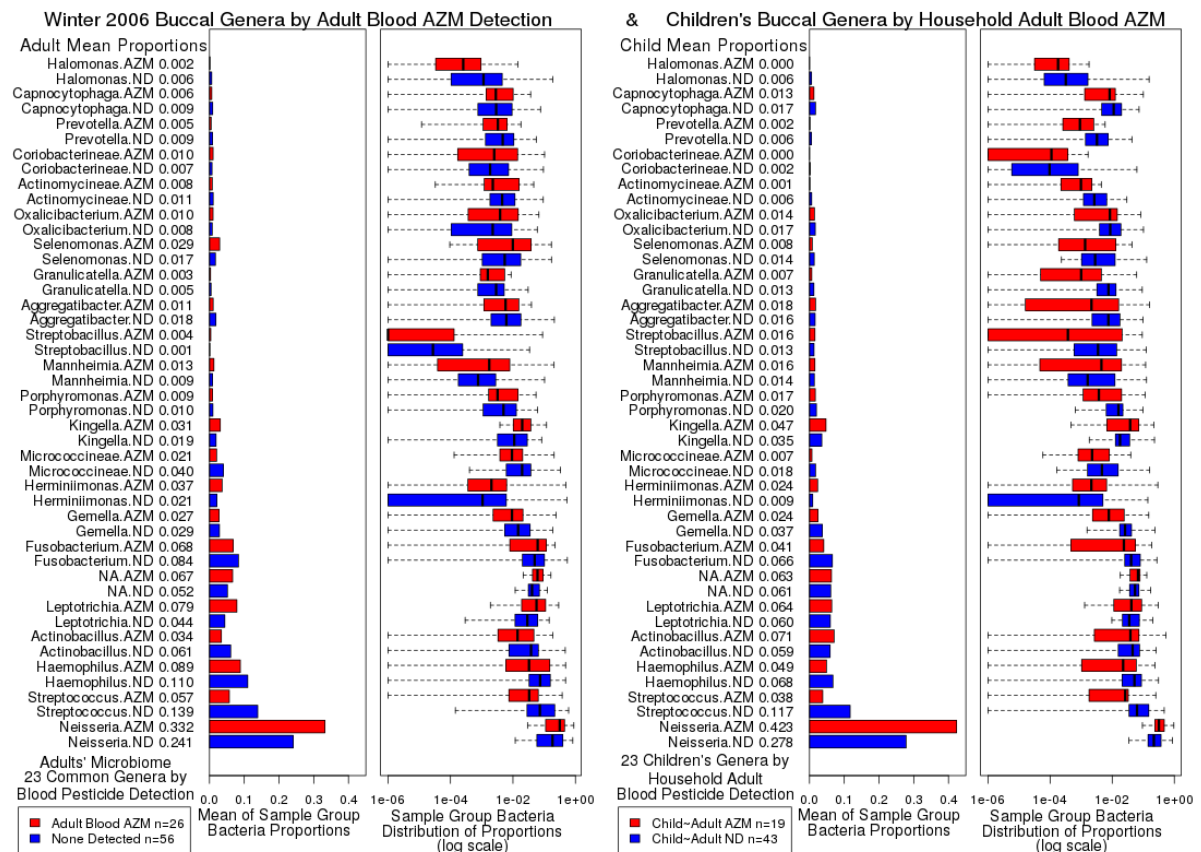 Winter 2006 Buccal Genera by Adult Blood AZM Detection & Children's Buccal Genera by Household Adult Blood AZM
Adult Mean Proportions
Halomonas.AZM 0.002
Halomonas.ND 0.006
Capnocytophaga.AZM 0.006
Capnocytophaga.ND 0.009
Prevotella.AZM 0.005
Prevotella.ND 0.009
Coriobacterineae.AZM 0.010
Coriobacterineae.ND 0.007
Actinomycineae.AZM 0.008
Actinomycineae.ND 0.011
Oxalicibacterium.AZM 0.010
Oxalicibacterium.ND 0.008
Selenomonas.AZM 0.029
Selenomonas.ND 0.017
Granulicatella.AZM 0.003
Granulicatella.ND 0.005
Aggregatibacter.AZM 0.011
Aggregatibacter.ND 0.018
Streptobacillus.AZM 0.004
Streptobacillus.ND 0.001
Mannheimia.AZM 0.013
Mannheimia.ND 0.009
Porphyromonas.AZM 0.009
Porphyromonas.ND 0.010
Kingella.AZM 0.031
Kingella.ND 0.019
Micrococcineae.AZM 0.021
Micrococcineae.ND 0.040
Herminiimonas.AZM 0.037
Herminiimonas.ND 0.021
Gemella.AZM 0.027
Gemella.ND 0.029
Fusobacterium.AZM 0.068
Fusobacterium.ND 0.084
NA.AZM 0.067
NA.ND 0.052
Leptotrichia.AZM 0.079
Leptotrichia.ND 0.044
Actinobacillus.AZM 0.034
Actinobacillus.ND 0.061
Haemophilus.AZM 0.089
Haemophilus.ND 0.110
Streptococcus.AZM 0.057
Streptococcus.ND 0.139
Neisseria.AZM 0.332
Neisseria.ND 0.241
Adults' Microbiome
23 Common Genera by
Blood Pesticide Detection
Adult Blood AZM n=26
None Detected n=56
0.0 0.1 0.2 0.3 0.4
Mean of Sample Group
Bacteria Proportions
1e-06 1e-04 1e-02 1e+00
Sample Group Bacteria
Distribution of Proportions
(log scale)
Child Mean Proportions
Halomonas.AZM 0.000
Halomonas.ND 0.006
Capnocytophaga.AZM 0.013
Capnocytophaga.ND 0.017
Prevotella.AZM 0.002
Prevotella.ND 0.006
Coriobacterineae.AZM 0.000
Coriobacterineae.ND 0.002
Actinomycineae.AZM 0.001
Actinomycineae.ND 0.006
Oxalicibacterium.AZM 0.014
Oxalicibacterium.ND 0.017
Selenomonas.AZM 0.008
Selenomonas.ND 0.014
Granulicatella.AZM 0.007
Granulicatella.ND 0.013
Aggregatibacter.AZM 0.018
Aggregatibacter.ND 0.016
Streptobacillus.AZM 0.016
Streptobacillus.ND 0.013
Mannheimia.AZM 0.016
Mannheimia.ND 0.014
Porphyromonas.AZM 0.017
Porphyromonas.ND 0.020
Kingella.AZM 0.047
Kingella.ND 0.035
Micrococcineae.AZM 0.007
Micrococcineae.ND 0.018
Herminiimonas.AZM 0.024
Herminiimonas.ND 0.009
Gemella.AZM 0.024
Gemella.ND 0.037
Fusobacterium.AZM 0.041
Fusobacterium.ND 0.066
NA.AZM 0.063
NA.ND 0.061
Leptotrichia.AZM 0.064
Leptotrichia.ND 0.060
Actinobacillus.AZM 0.071
Actinobacillus.ND 0.059
Haemophilus.AZM 0.049
Haemophilus.ND 0.068
Streptococcus.AZM 0.038
Streptococcus.ND 0.117
Neisseria.AZM 0.423
Neisseria.ND 0.278
23 Children's Genera by
Household Adult
Blood Pesticide Detection
Child~Adult AZM n=19
Child~Adult ND n=43
0.0 0.1 0.2 0.3 0.4
Mean of Sample Group
Bacteria Proportions
1e-06 1e-04 1e-02 1e+00
Sample Group Bacteria
Distribution of Proportions
(log scale)